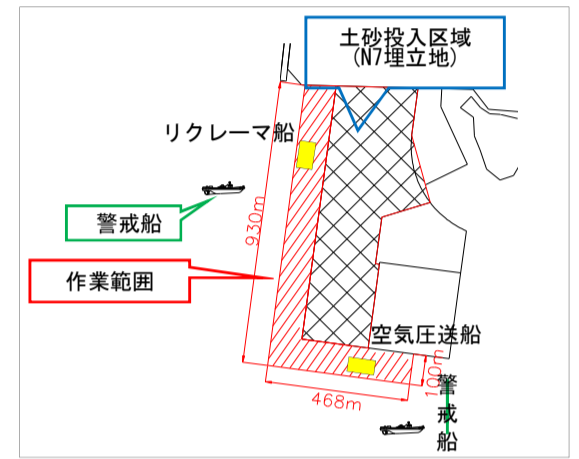 土砂投入区域
(N7埋立地)
リクレーマ船
警戒船
930m
作業範囲
空気圧送船
100m
468m
警戒船